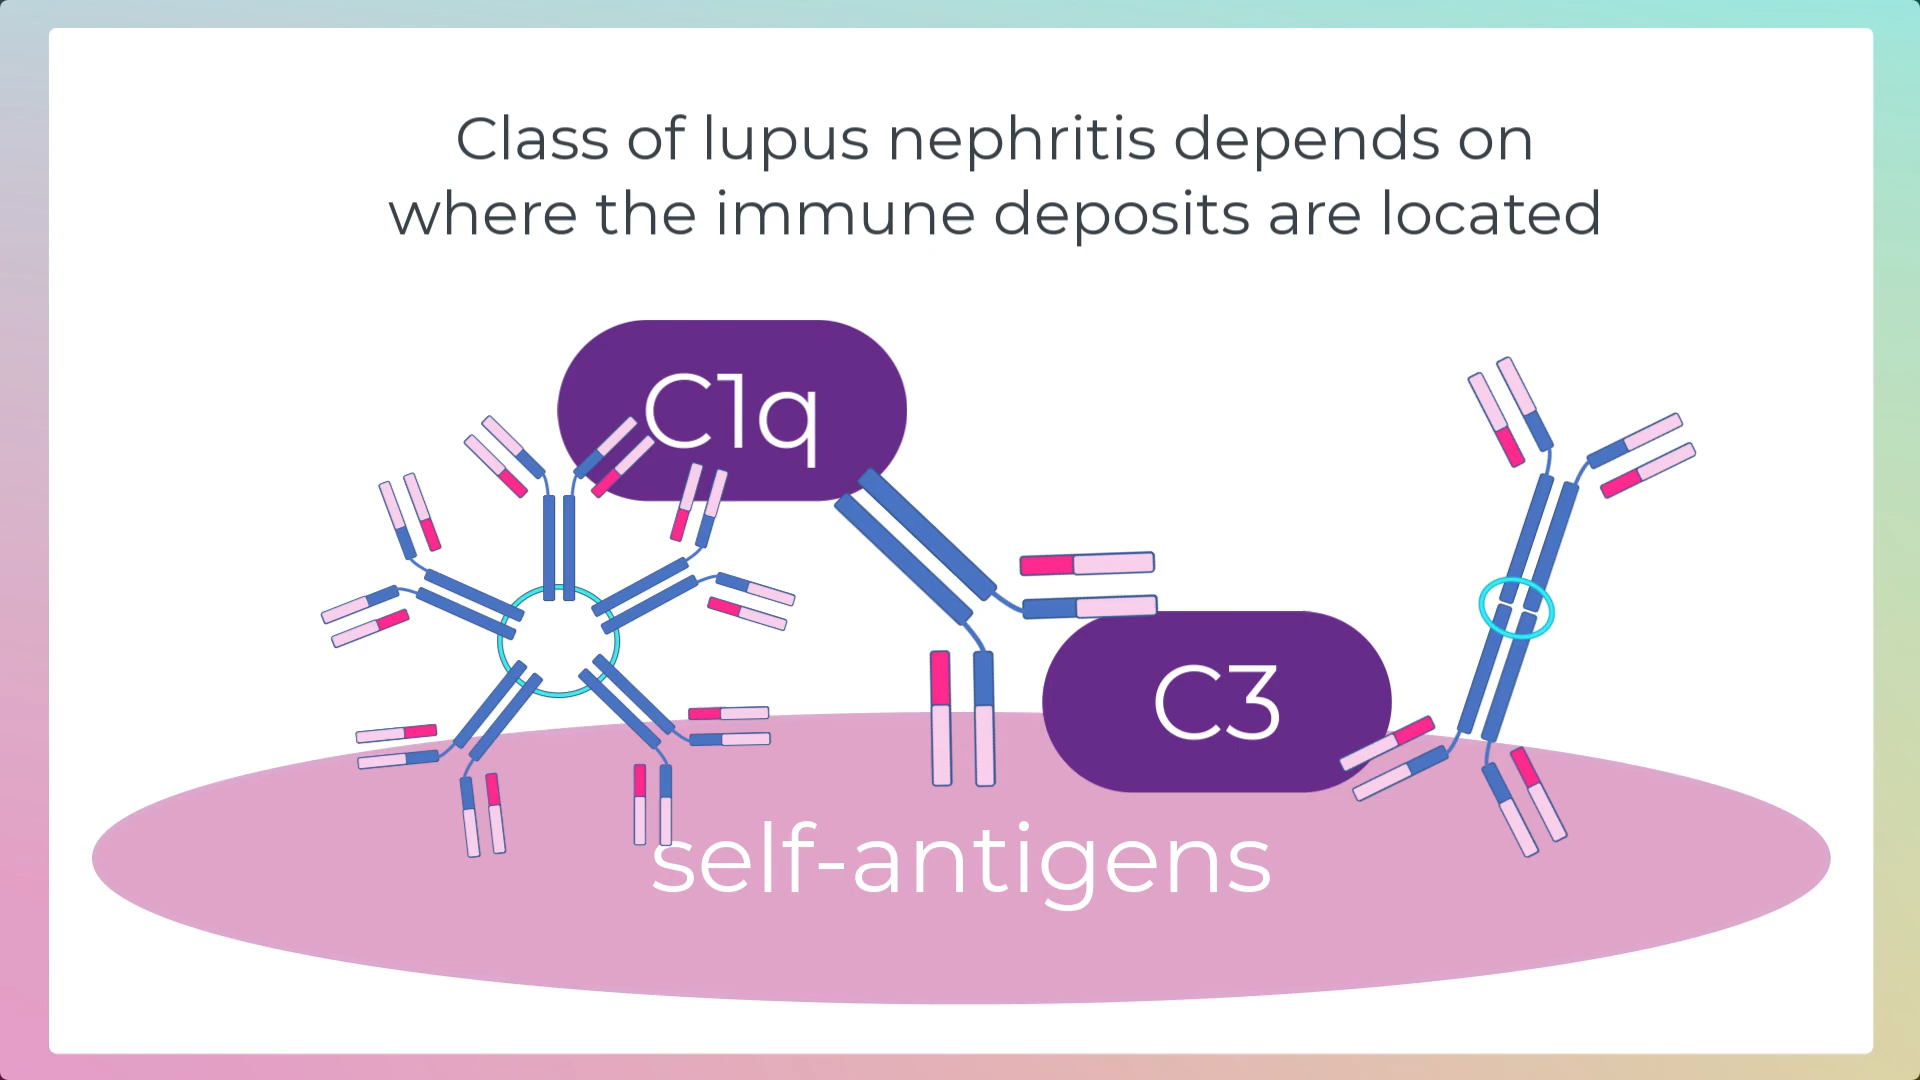 Class of lupus nephritis depends on
where the immune deposits are located
C1q
C3
self-antigens